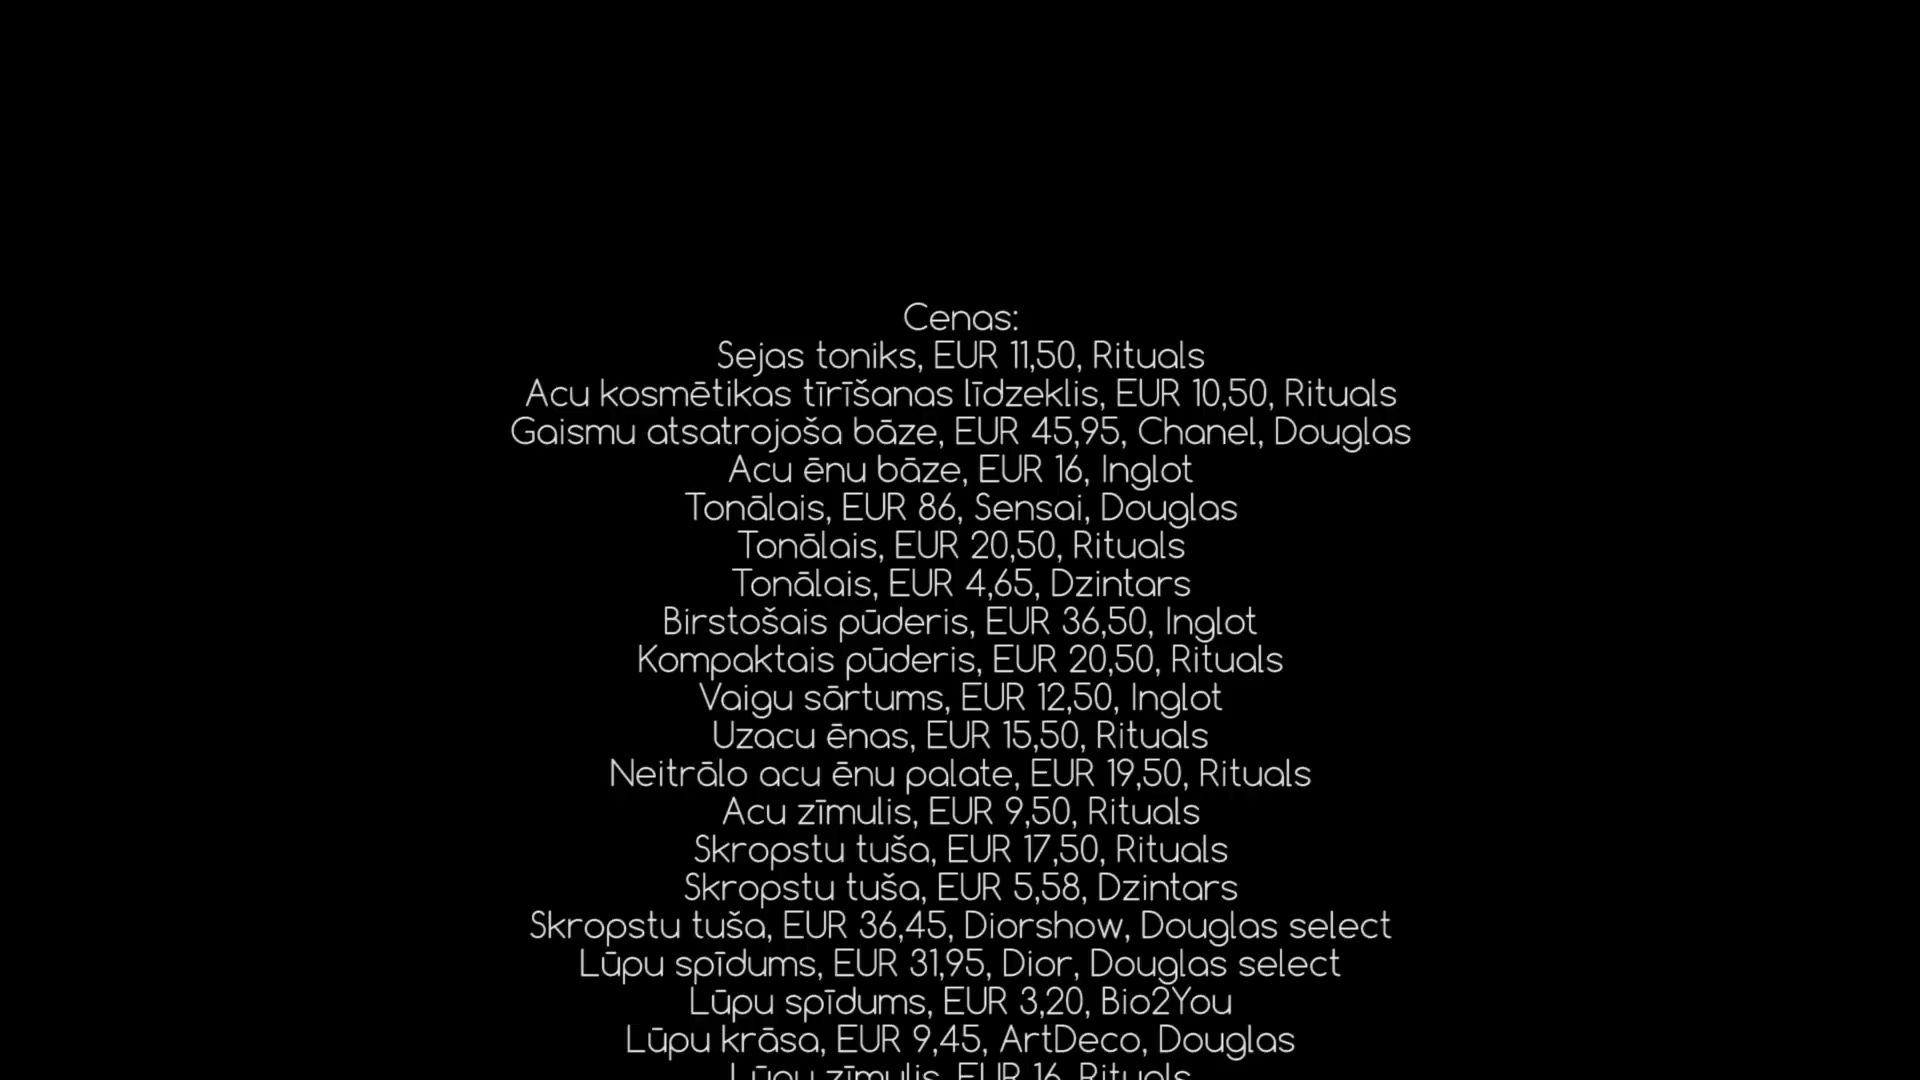 Cenas:
Sejas toniks, EUR 11,50, Rituals
Acu kosmētikas tīrīšanas līdzeklis, EUR 10,50, Rituals
Gaismu atsatrojoša bāze, EUR 45,95, Chanel, Douglas
Acu ēnu bāze, EUR 16, Inglot
Tonālais, EUR 86, Sensai, Douglas
Tonālais, EUR 20,50, Rituals
Tonālais, EUR 4,65, Dzintars
Birstošais pūderis, EUR 36,50, Inglot
Kompaktais pūderis, EUR 20,50, Rituals
Vaigu sārtums, EUR 12,50, Inglot
Uzacu ēnas, EUR 15,50, Rituals
Neitrālo acu ēnu palate, EUR 19,50, Rituals
Acu zīmulis, EUR 9,50, Rituals
Skropstu tuša, EUR 17,50, Rituals
Skropstu tuša, EUR 5,58, Dzintars
Skropstu tuša, EUR 36,45, Diorshow, Douglas select
Lūpu spīdums, EUR 31,95, Dior, Douglas select
Lūpu spīdums, EUR 3,20, Bio2You
Lūpu krāsa, EUR 9,45, ArtDeco, Douglas
Lūpu zīmulis, EUR 16, Rituals